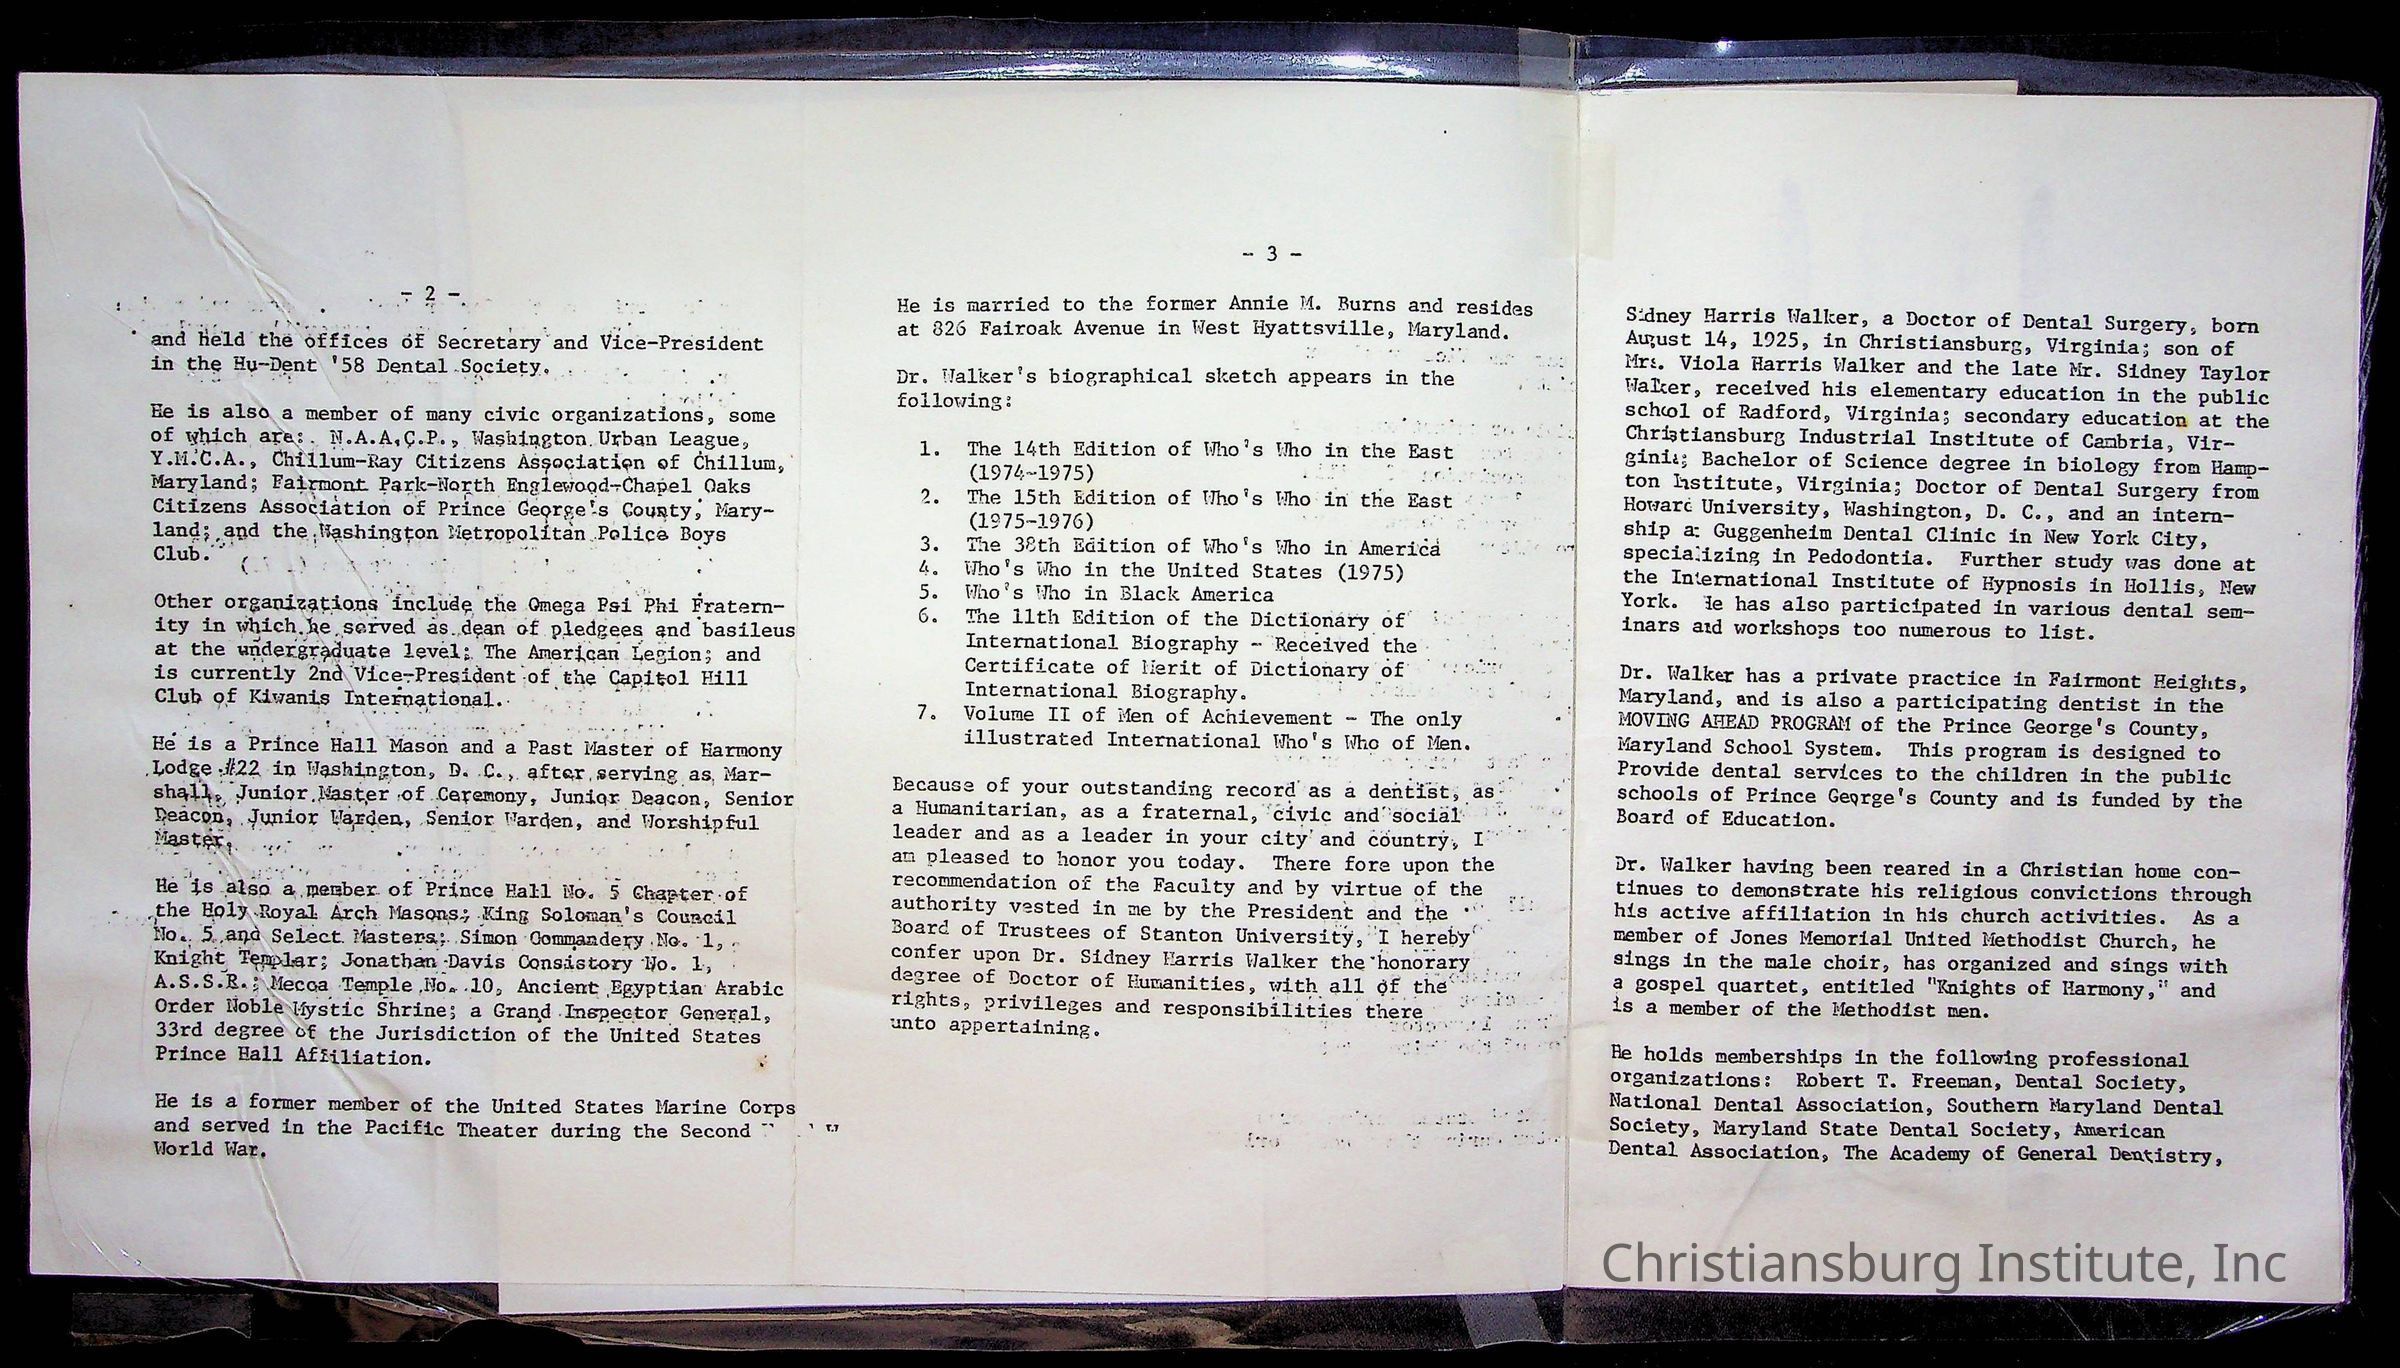 - 2 -
and held the offices of Secretary and Vice-President
in the Hu-Dent '58 Dental Society.
He is also a member of many civic organizations, some
of which are: N.A.A.C.P., Washington Urban League,
Y.M.C.A., Chillum-Ray Citizens Association of Chillum,
Maryland; Fairmont Park-North Englewood-Chapel Oaks
Citizens Association of Prince George's County, Mary-
land; and the Washington Metropolitan Police Boys
Club.
Other organizations include the Omega Psi Phi Fratern-
ity in which he served as dean of pledgees and basileus
at the undergraduate level; The American Legion; and
is currently 2nd Vice-President of the Capitol Hill
Club of Kiwanis International.
He is a Prince Hall Mason and a Past Master of Harmony
Lodge #22 in Washington, D. C., after serving as Mar-
shall, Junior Master of Ceremony, Junior Deacon, Senior
Deacon, Junior Warden, Senior Warden, and Worshipful
Master.
He is also a member of Prince Hall No. 5 Chapter of
the Holy Royal Arch Masons; King Soloman's Council
No. 5 and Select Masters; Simon Commandery No. 1,
Knight Templar; Jonathan Davis Consistory No. 1,
A.S.S.R.; Mecca Temple No. 10, Ancient Egyptian Arabic
Order Noble Mystic Shrine; a Grand Inspector General,
33rd degree of the Jurisdiction of the United States
Prince Hall Affiliation.
He is a former member of the United States Marine Corps
and served in the Pacific Theater during the Second
World War.
- 3 -
He is married to the former Annie M. Burns and resides
at 826 Fairoak Avenue in West Hyattsville, Maryland.
Dr. Walker's biographical sketch appears in the
following:
1. The 14th Edition of Who's Who in the East
(1974-1975)
2. The 15th Edition of Who's Who in the East
(1975-1976)
3. The 38th Edition of Who's Who in America
4. Who's Who in the United States (1975)
5. Who's Who in Black America
6. The 11th Edition of the Dictionary of
International Biography - Received the
Certificate of Merit of Dictionary of
International Biography.
7. Volume II of Men of Achievement - The only
illustrated International Who's Who of Men.
Because of your outstanding record as a dentist, as
a Humanitarian, as a fraternal, civic and social
leader and as a leader in your city and country, I
am pleased to honor you today. There fore upon the
recommendation of the Faculty and by virtue of the
authority vested in me by the President and the
Board of Trustees of Stanton University, I hereby
confer upon Dr. Sidney Harris Walker the honorary
degree of Doctor of Humanities, with all of the
rights, privileges and responsibilities there
unto appertaining.
Sidney Harris Walker, a Doctor of Dental Surgery, born
August 14, 1925, in Christiansburg, Virginia; son of
Mrs. Viola Harris Walker and the late Mr. Sidney Taylor
Walker, received his elementary education in the public
school of Radford, Virginia; secondary education at the
Christiansburg Industrial Institute of Cambria, Vir-
ginia; Bachelor of Science degree in biology from Hamp-
ton Institute, Virginia; Doctor of Dental Surgery from
Howard University, Washington, D. C., and an intern-
ship at Guggenheim Dental Clinic in New York City,
specializing in Pedodontia. Further study was done at
the International Institute of Hypnosis in Hollis, New
York. He has also participated in various dental sem-
inars and workshops too numerous to list.
Dr. Walker has a private practice in Fairmont Heights,
Maryland, and is also a participating dentist in the
MOVING AHEAD PROGRAM of the Prince George's County,
Maryland School System. This program is designed to
Provide dental services to the children in the public
schools of Prince George's County and is funded by the
Board of Education.
Dr. Walker having been reared in a Christian home con-
tinues to demonstrate his religious convictions through
his active affiliation in his church activities. As a
member of Jones Memorial United Methodist Church, he
sings in the male choir, has organized and sings with
a gospel quartet, entitled "Knights of Harmony," and
is a member of the Methodist men.
He holds memberships in the following professional
organizations: Robert T. Freeman, Dental Society,
National Dental Association, Southern Maryland Dental
Society, Maryland State Dental Society, American
Dental Association, The Academy of General Dentistry,
Christiansburg Institute, Inc